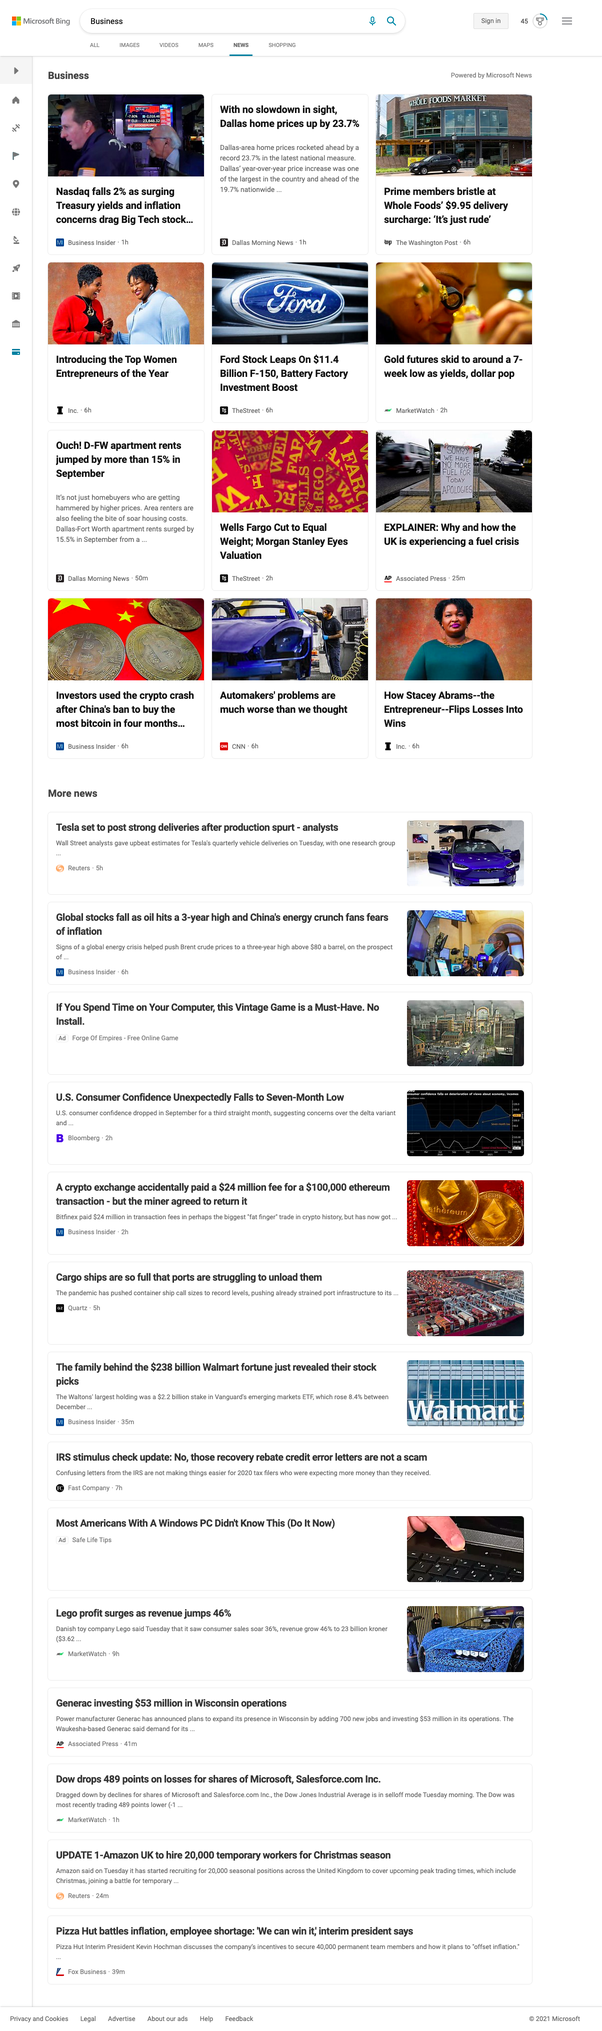 Microsoft Bing
Business
Sign in
45
ALL IMAGES VIDEOS MAPS NEWS SHOPPING
Business
Powered by Microsoft News
Nasdaq falls 2% as surging
Treasury yields and inflation
concerns drag Big Tech stock...
Business Insider · 1h
With no slowdown in sight,
Dallas home prices up by 23.7%
Dallas-area home prices rocketed ahead by a
record 23.7% in the latest national measure.
Dallas' year-over-year price increase was one
of the largest in the country and ahead of the
19.7% nationwide ...
Dallas Morning News · 1h
WHOLE FOODS MARKET
Prime members bristle at
Whole Foods' $9.95 delivery
surcharge: 'It's just rude'
wp The Washington Post · 6h
Introducing the Top Women
Entrepreneurs of the Year
Inc. · 6h
Ford
Ford Stock Leaps On $11.4
Billion F-150, Battery Factory
Investment Boost
TheStreet · 6h
Gold futures skid to around a 7-
week low as yields, dollar pop
MarketWatch · 2h
Ouch! D-FW apartment rents
jumped by more than 15% in
September
It's not just homebuyers who are getting
hammered by higher prices. Area renters are
also feeling the bite of soar housing costs.
Dallas-Fort Worth apartment rents surged by
15.5% in September from a ...
Dallas Morning News · 50m
WELLS FARGO
Wells Fargo Cut to Equal
Weight; Morgan Stanley Eyes
Valuation
TheStreet · 2h
SORRY
WE HAVE
NO MORE
FUEL FOR
TODAY
APOLOGIES
EXPLAINER: Why and how the
UK is experiencing a fuel crisis
AP Associated Press · 25m
Investors used the crypto crash
after China's ban to buy the
most bitcoin in four months...
Business Insider · 6h
Automakers' problems are
much worse than we thought
CNN · 6h
How Stacey Abrams--the
Entrepreneur--Flips Losses Into
Wins
Inc. · 6h
More news
Tesla set to post strong deliveries after production spurt - analysts
Wall Street analysts gave upbeat estimates for Tesla's quarterly vehicle deliveries on Tuesday, with one research group
...
Reuters · 5h
Global stocks fall as oil hits a 3-year high and China's energy crunch fans fears
of inflation
Signs of a global energy crisis helped push Brent crude prices to a three-year high above $80 a barrel, on the prospect
of ...
Business Insider · 6h
If You Spend Time on Your Computer, this Vintage Game is a Must-Have. No
Install.
Ad Forge Of Empires - Free Online Game
U.S. Consumer Confidence Unexpectedly Falls to Seven-Month Low
U.S. consumer confidence dropped in September for a third straight month, suggesting concerns over the delta variant
and ...
B Bloomberg · 2h
A crypto exchange accidentally paid a $24 million fee for a $100,000 ethereum
transaction - but the miner agreed to return it
Bitfinex paid $24 million in transaction fees in perhaps the biggest "fat finger" trade in crypto history, but has now got ...
Business Insider · 2h
ethereum
Cargo ships are so full that ports are struggling to unload them
The pandemic has pushed container ship call sizes to record levels, pushing already strained port infrastructure to its ...
Quartz · 5h
The family behind the $238 billion Walmart fortune just revealed their stock
picks
The Waltons' largest holding was a $2.2 billion stake in Vanguard's emerging markets ETF, which rose 8.4% between
December ...
Business Insider · 35m
Walmart
IRS stimulus check update: No, those recovery rebate credit error letters are not a scam
Confusing letters from the IRS are not making things easier for 2020 tax filers who were expecting more money than they received.
FC Fast Company · 7h
Most Americans With A Windows PC Didn't Know This (Do It Now)
Ad Safe Life Tips
Lego profit surges as revenue jumps 46%
Danish toy company Lego said Tuesday that it saw consumer sales soar 36%, revenue grow 46% to 23 billion kroner
($3.62 ...
MarketWatch · 9h
Generac investing $53 million in Wisconsin operations
Power manufacturer Generac has announced plans to expand its presence in Wisconsin by adding 700 new jobs and investing $53 million in its operations. The
Waukesha-based Generac said demand for its ...
AP Associated Press · 41m
Dow drops 489 points on losses for shares of Microsoft, Salesforce.com Inc.
Dragged down by declines for shares of Microsoft and Salesforce.com Inc., the Dow Jones Industrial Average is in selloff mode Tuesday morning. The Dow was
most recently trading 489 points lower (-1 ...
MarketWatch · 1h
UPDATE 1-Amazon UK to hire 20,000 temporary workers for Christmas season
Amazon said on Tuesday it has started recruiting for 20,000 seasonal positions across the United Kingdom to cover upcoming peak trading times, which include
Christmas, joining a battle for temporary ...
Reuters · 24m
Pizza Hut battles inflation, employee shortage: 'We can win it,' interim president says
Pizza Hut Interim President Kevin Hochman discusses the company's incentives to secure 40,000 permanent team members and how it plans to "offset inflation."
...
Fox Business · 39m
Privacy and Cookies Legal Advertise About our ads Help Feedback
© 2021 Microsoft